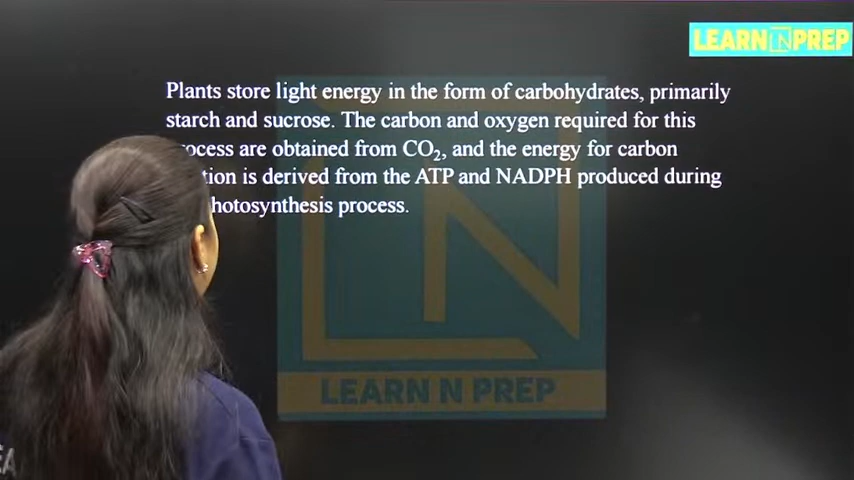 LEARN N PREP
Plants store light energy in the form of carbohydrates, primarily
starch and sucrose. The carbon and oxygen required for this
are obtained from CO₂, and the energy for carbon
is derived from the ATP and NADPH produced during
process.
LEARN N PREP